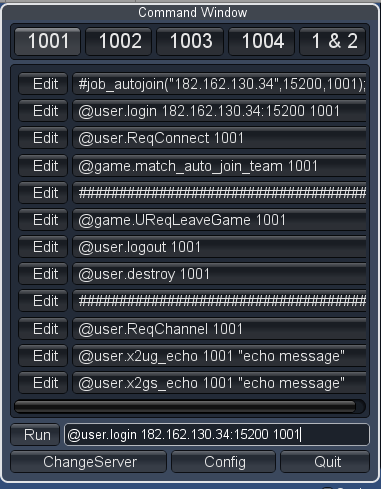 Command Window
1001 1002 1003 1004 1 & 2
Edit #job_autojoin("182.162.130.34",15200,1001);
Edit @user.login 182.162.130.34:15200 1001
Edit @user.ReqConnect 1001
Edit @game.match_auto_join_team 1001
Edit ####################################
Edit @game.UReqLeaveGame 1001
Edit @user.logout 1001
Edit @user.destroy 1001
Edit ####################################
Edit @user.ReqChannel 1001
Edit @user.x2ug_echo 1001 "echo message"
Edit @user.x2gs_echo 1001 "echo message"
Run @user.login 182.162.130.34:15200 1001
ChangeServer Config Quit